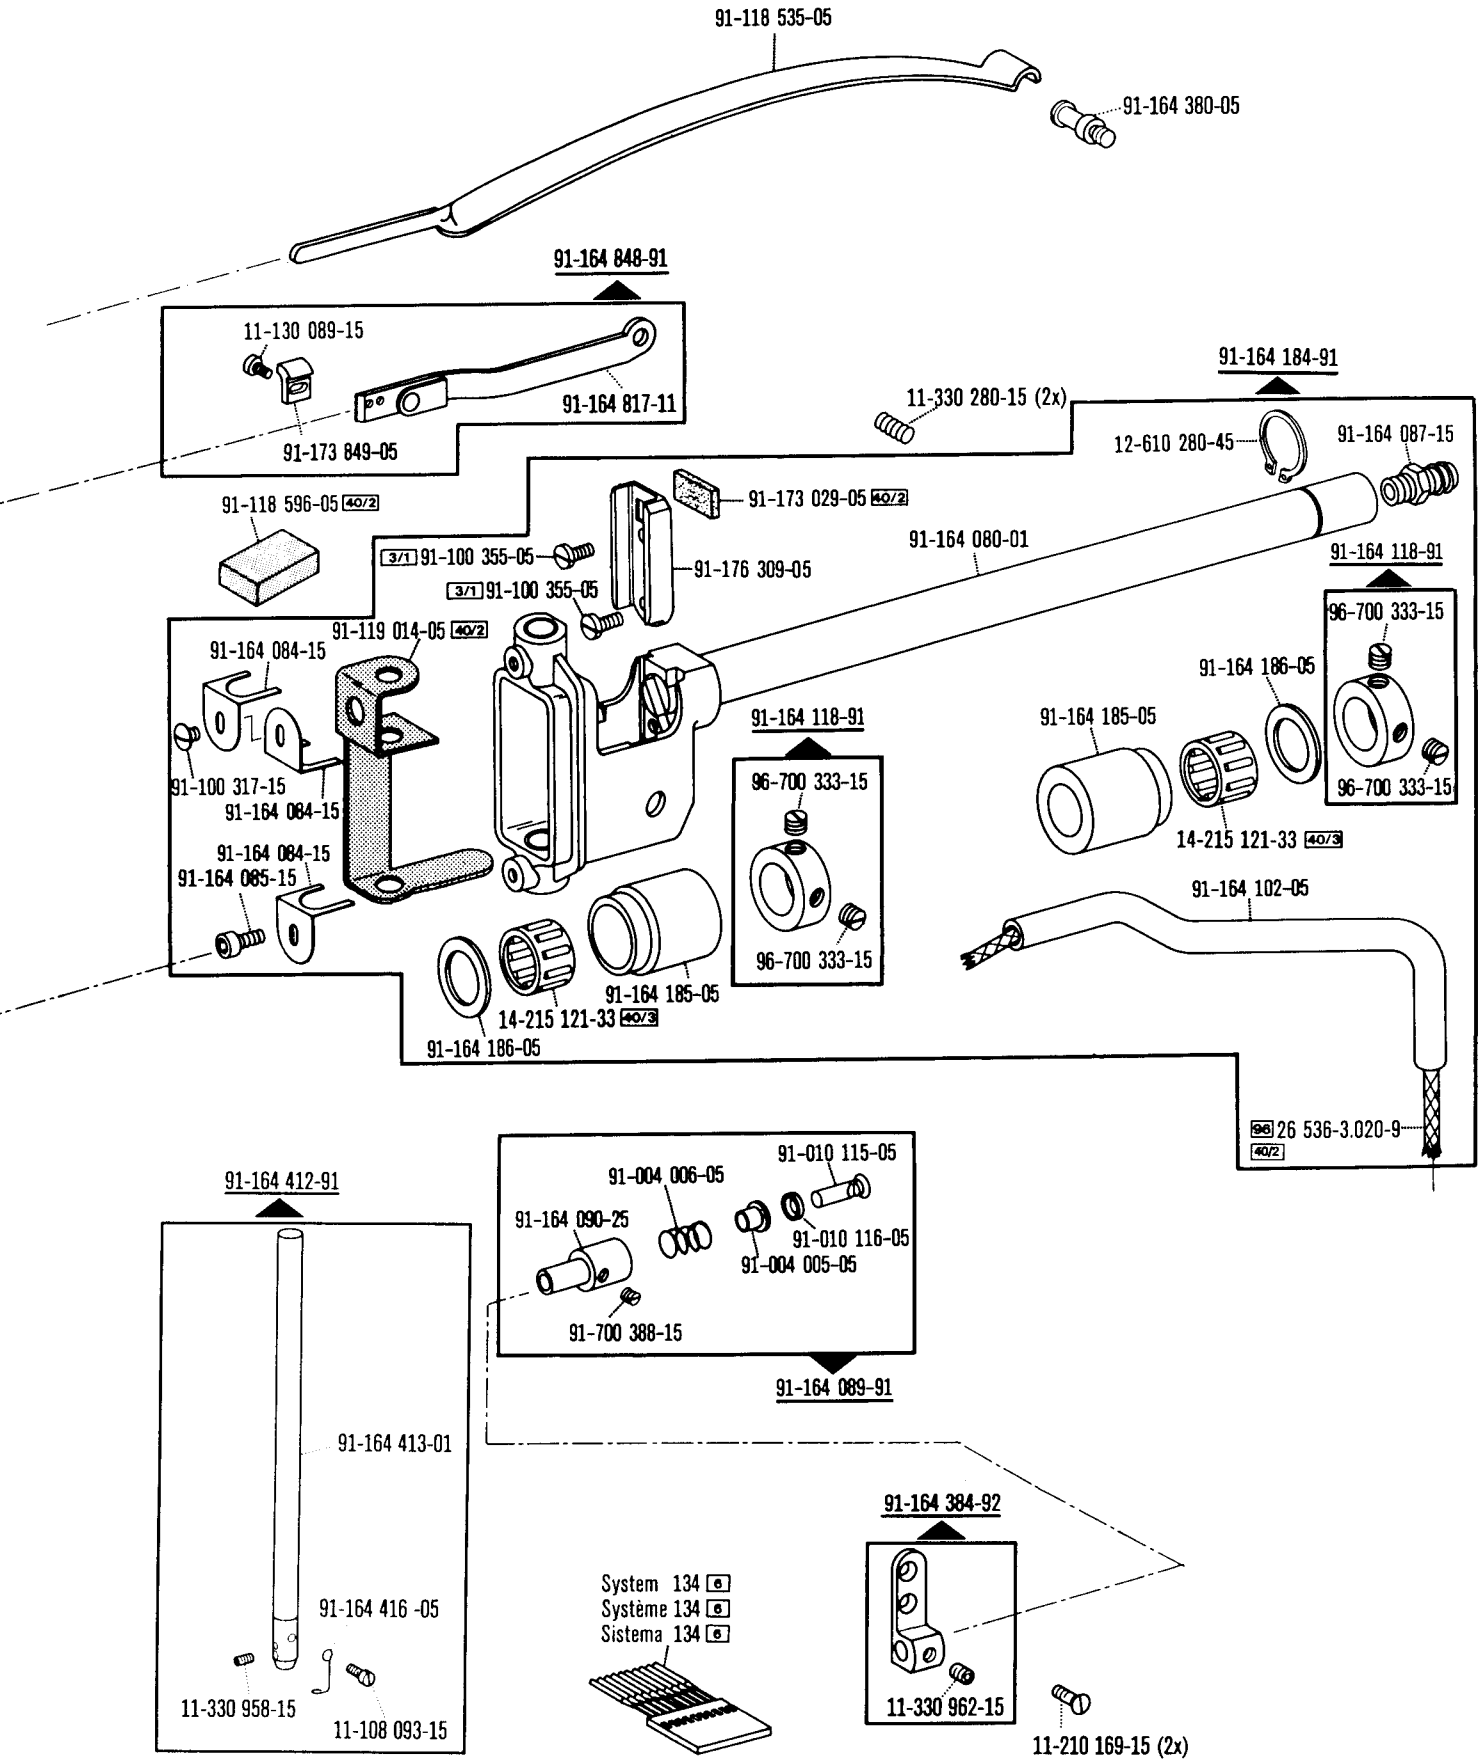 91-118 535-05
91-164 380-05
91-164 848-91
11-130 089-15
91-164 817-11
91-173 849-05
91-164 184-91
11-330 280-15 (2x)
12-610 280-45
91-164 087-15
91-118 596-05 40/2
91-173 029-05 40/2
3/1 91-100 355-05
91-176 309-05
3/1 91-100 355-05
91-164 080-01
91-164 118-91
96-700 333-15
91-119 014-05 40/2
91-164 084-15
91-164 186-05
91-164 185-05
91-164 118-91
91-100 317-15
91-164 084-15
96-700 333-15
96-700 333-15
14-215 121-33 40/3
91-164 084-15
91-164 085-15
91-164 102-05
96-700 333-15
91-164 185-05
14-215 121-33 40/3
91-164 186-05
96 26 536-3.020-9
40/2
91-164 412-91
91-010 115-05
91-004 006-05
91-164 090-25
91-010 116-05
91-004 005-05
91-700 388-15
91-164 089-91
91-164 413-01
91-164 384-92
System 134 6
Système 134 6
Sistema 134 6
91-164 416 -05
11-330 958-15
11-108 093-15
11-330 962-15
11-210 169-15 (2x)